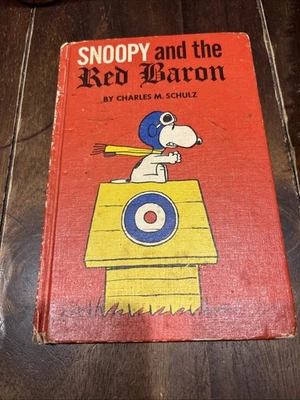 SNOOPY and the
Red Baron
BY CHARLES M. SCHULZ